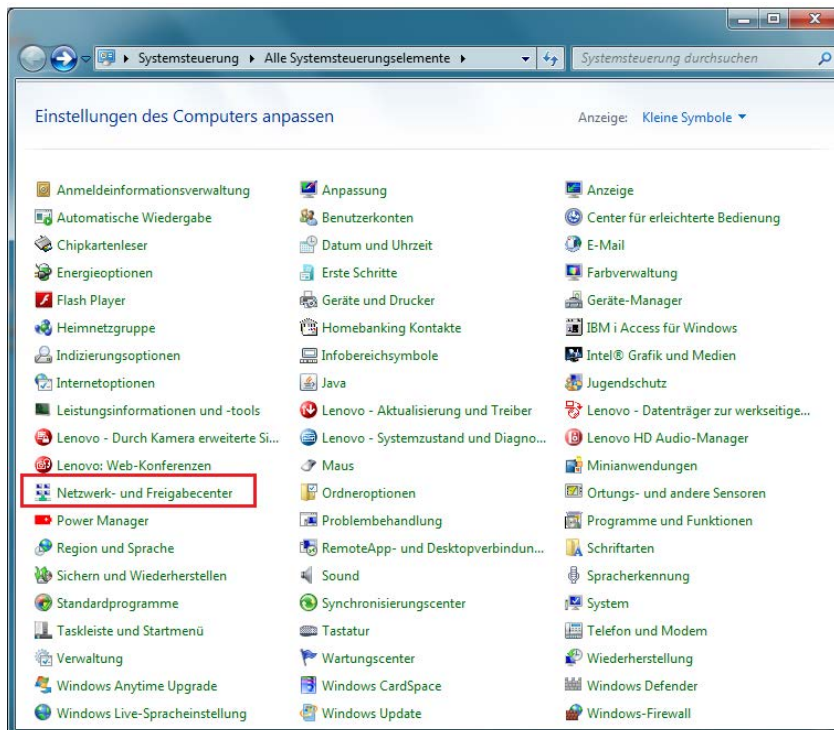 Systemsteuerung Alle Systemsteuerungselemente Systemsteuerung durchsuchen
Einstellungen des Computers anpassen Anzeige: Kleine Symbole
Anmeldeinformationsverwaltung Anpassung Anzeige
Automatische Wiedergabe Benutzerkonten Center für erleichterte Bedienung
Chipkartenleser Datum und Uhrzeit E-Mail
Energieoptionen Erste Schritte Farbverwaltung
Flash Player Geräte und Drucker Geräte-Manager
Heimnetzgruppe Homebanking Kontakte IBM i Access für Windows
Indizierungsoptionen Infobereichsymbole Intel® Grafik und Medien
Internetoptionen Java Jugendschutz
Leistungsinformationen und -tools Lenovo - Aktualisierung und Treiber Lenovo - Datenträger zur werkseitige...
Lenovo - Durch Kamera erweiterte Si... Lenovo - Systemzustand und Diagno... Lenovo HD Audio-Manager
Lenovo: Web-Konferenzen Maus Minianwendungen
Netzwerk- und Freigabecenter Ordneroptionen Ortungs- und andere Sensoren
Power Manager Problembehandlung Programme und Funktionen
Region und Sprache RemoteApp- und Desktopverbindun... Schriftarten
Sichern und Wiederherstellen Sound Spracherkennung
Standardprogramme Synchronisierungscenter System
Taskleiste und Startmenü Tastatur Telefon und Modem
Verwaltung Wartungscenter Wiederherstellung
Windows Anytime Upgrade Windows CardSpace Windows Defender
Windows Live-Spracheinstellung Windows Update Windows-Firewall